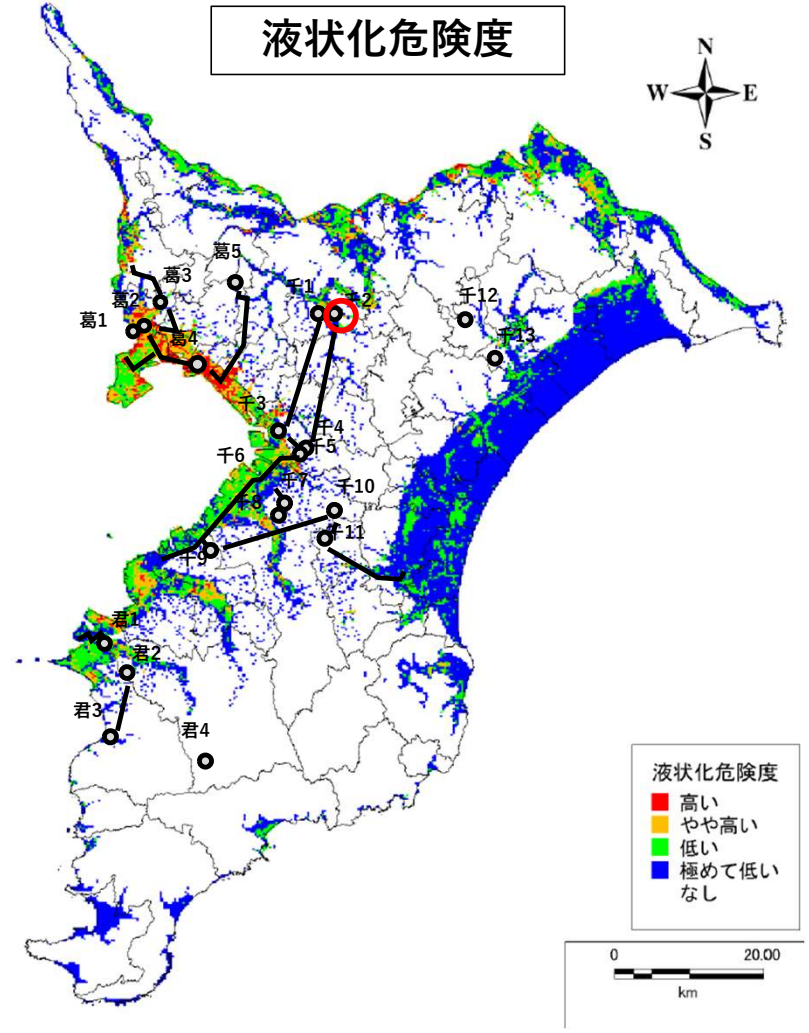 液状化危険度
N
W E
S
葛5
葛3
千1
千2
葛2
葛1
千12
葛4
千13
千3
千4
千5
千6
千7
千10
千8
千11
千9
君1
君2
君3
君4
液状化危険度
高い
やや高い
低い
極めて低い
なし
0 20.00
km